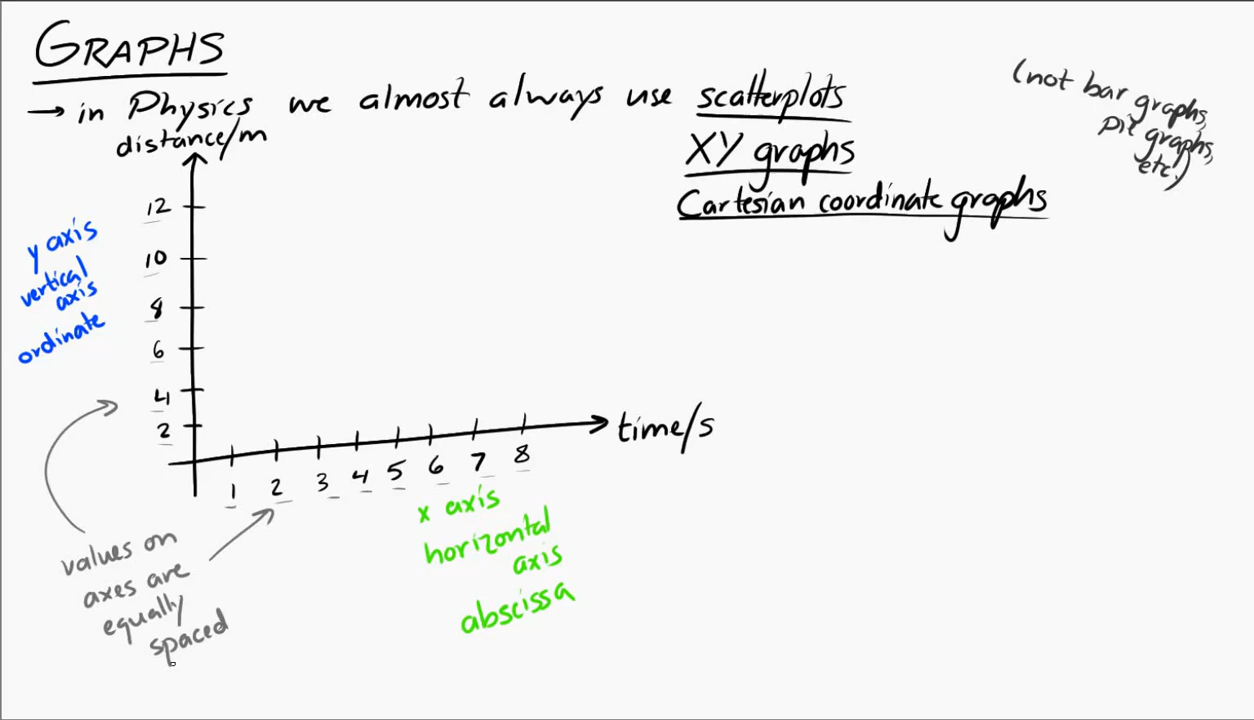 GRAPHS
→ in Physics we almost always use scatterplots
XY graphs
Cartesian coordinate graphs
(not bar graphs,
pie graphs,
etc.)
distance/m
12
10
8
6
4
2
y axis
vertical
axis
ordinate
1 2 3 4 5 6 7 8
time/s
x axis
horizontal
axis
abscissa
values on
axes are
equally
spaced